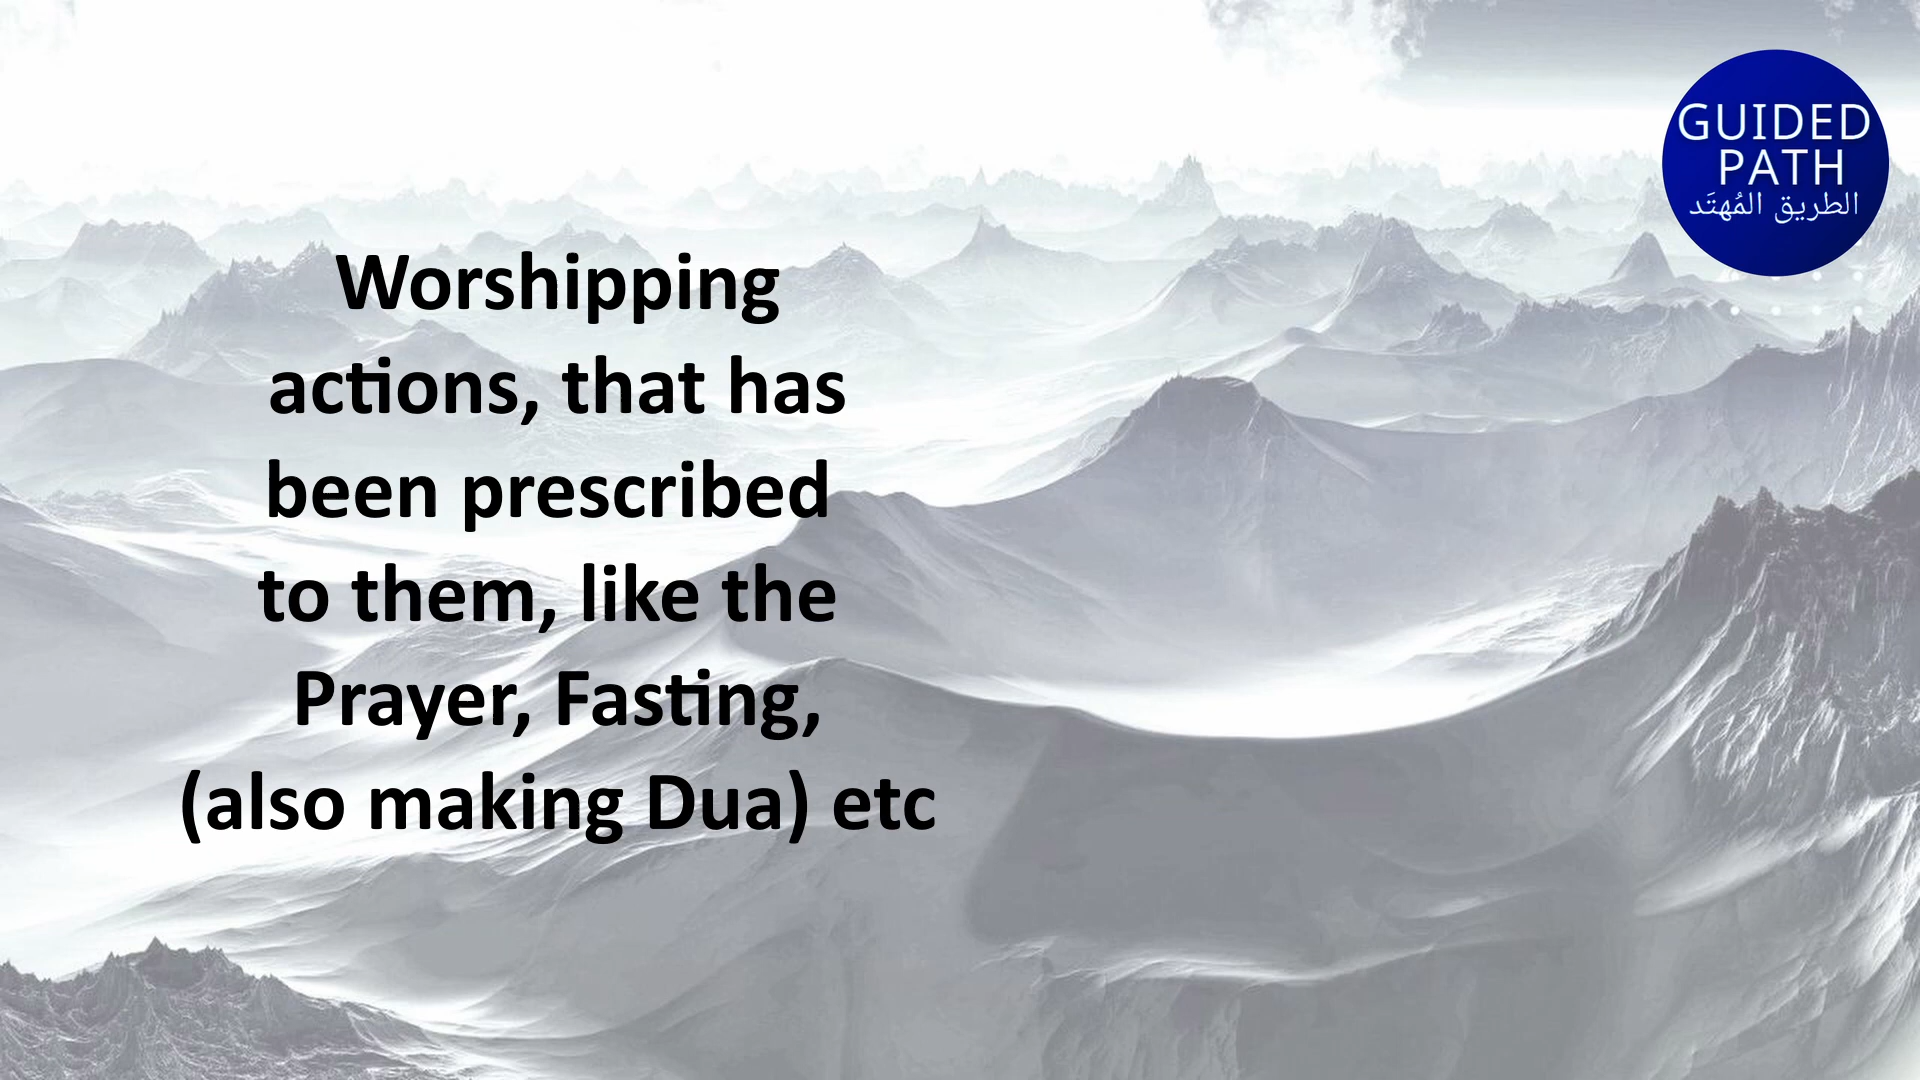 Worshipping
actions, that has
been prescribed
to them, like the
Prayer, Fasting,
(also making Dua) etc
GUIDED
PATH
الطريق المُهتَد